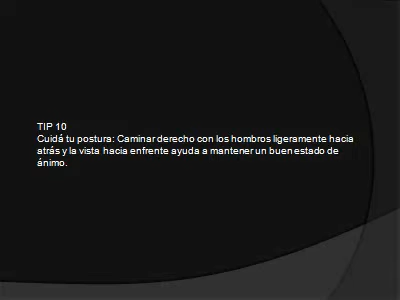 TIP 10
Cuidá tu postura: Caminar derecho con los hombros ligeramente hacia
atrás y la vista hacia enfrente ayuda a mantener un buen estado de
ánimo.